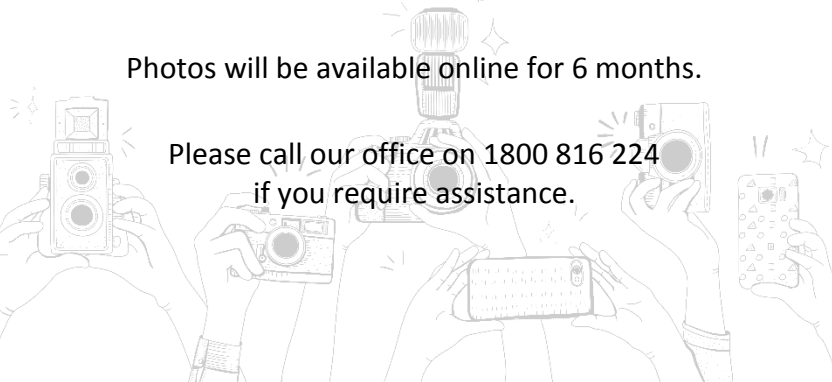 Photos will be available online for 6 months.
Please call our office on 1800 816 224
if you require assistance.